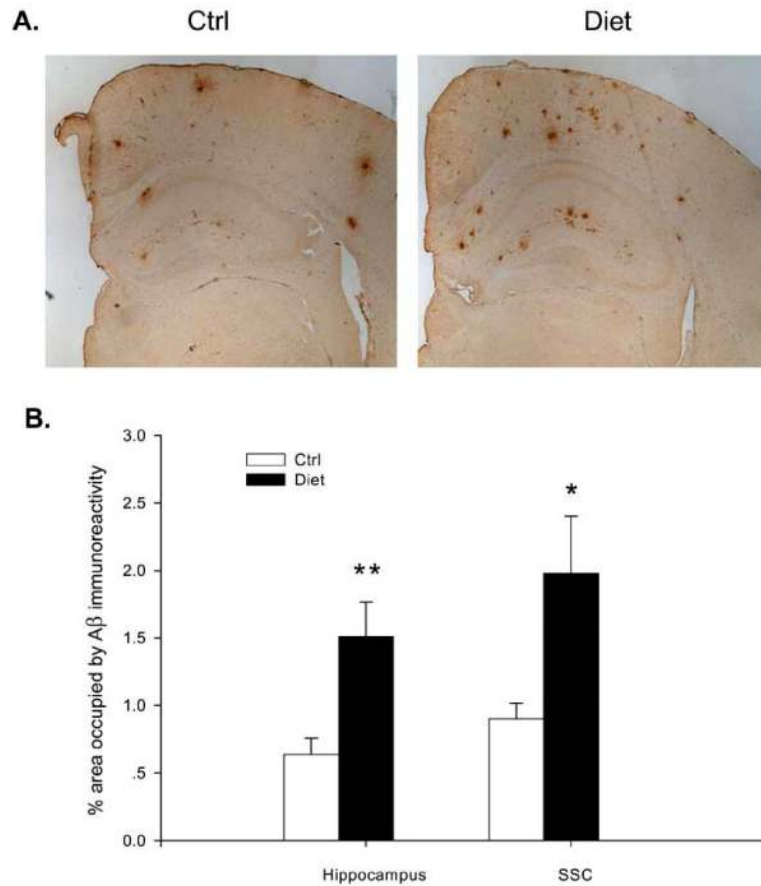 A.
Ctrl
Diet
B.
% area occupied by Aβ immunoreactivity
3.0
2.5
2.0
1.5
1.0
.5
0.0
Ctrl
Diet
**
*
Hippocampus
SSC